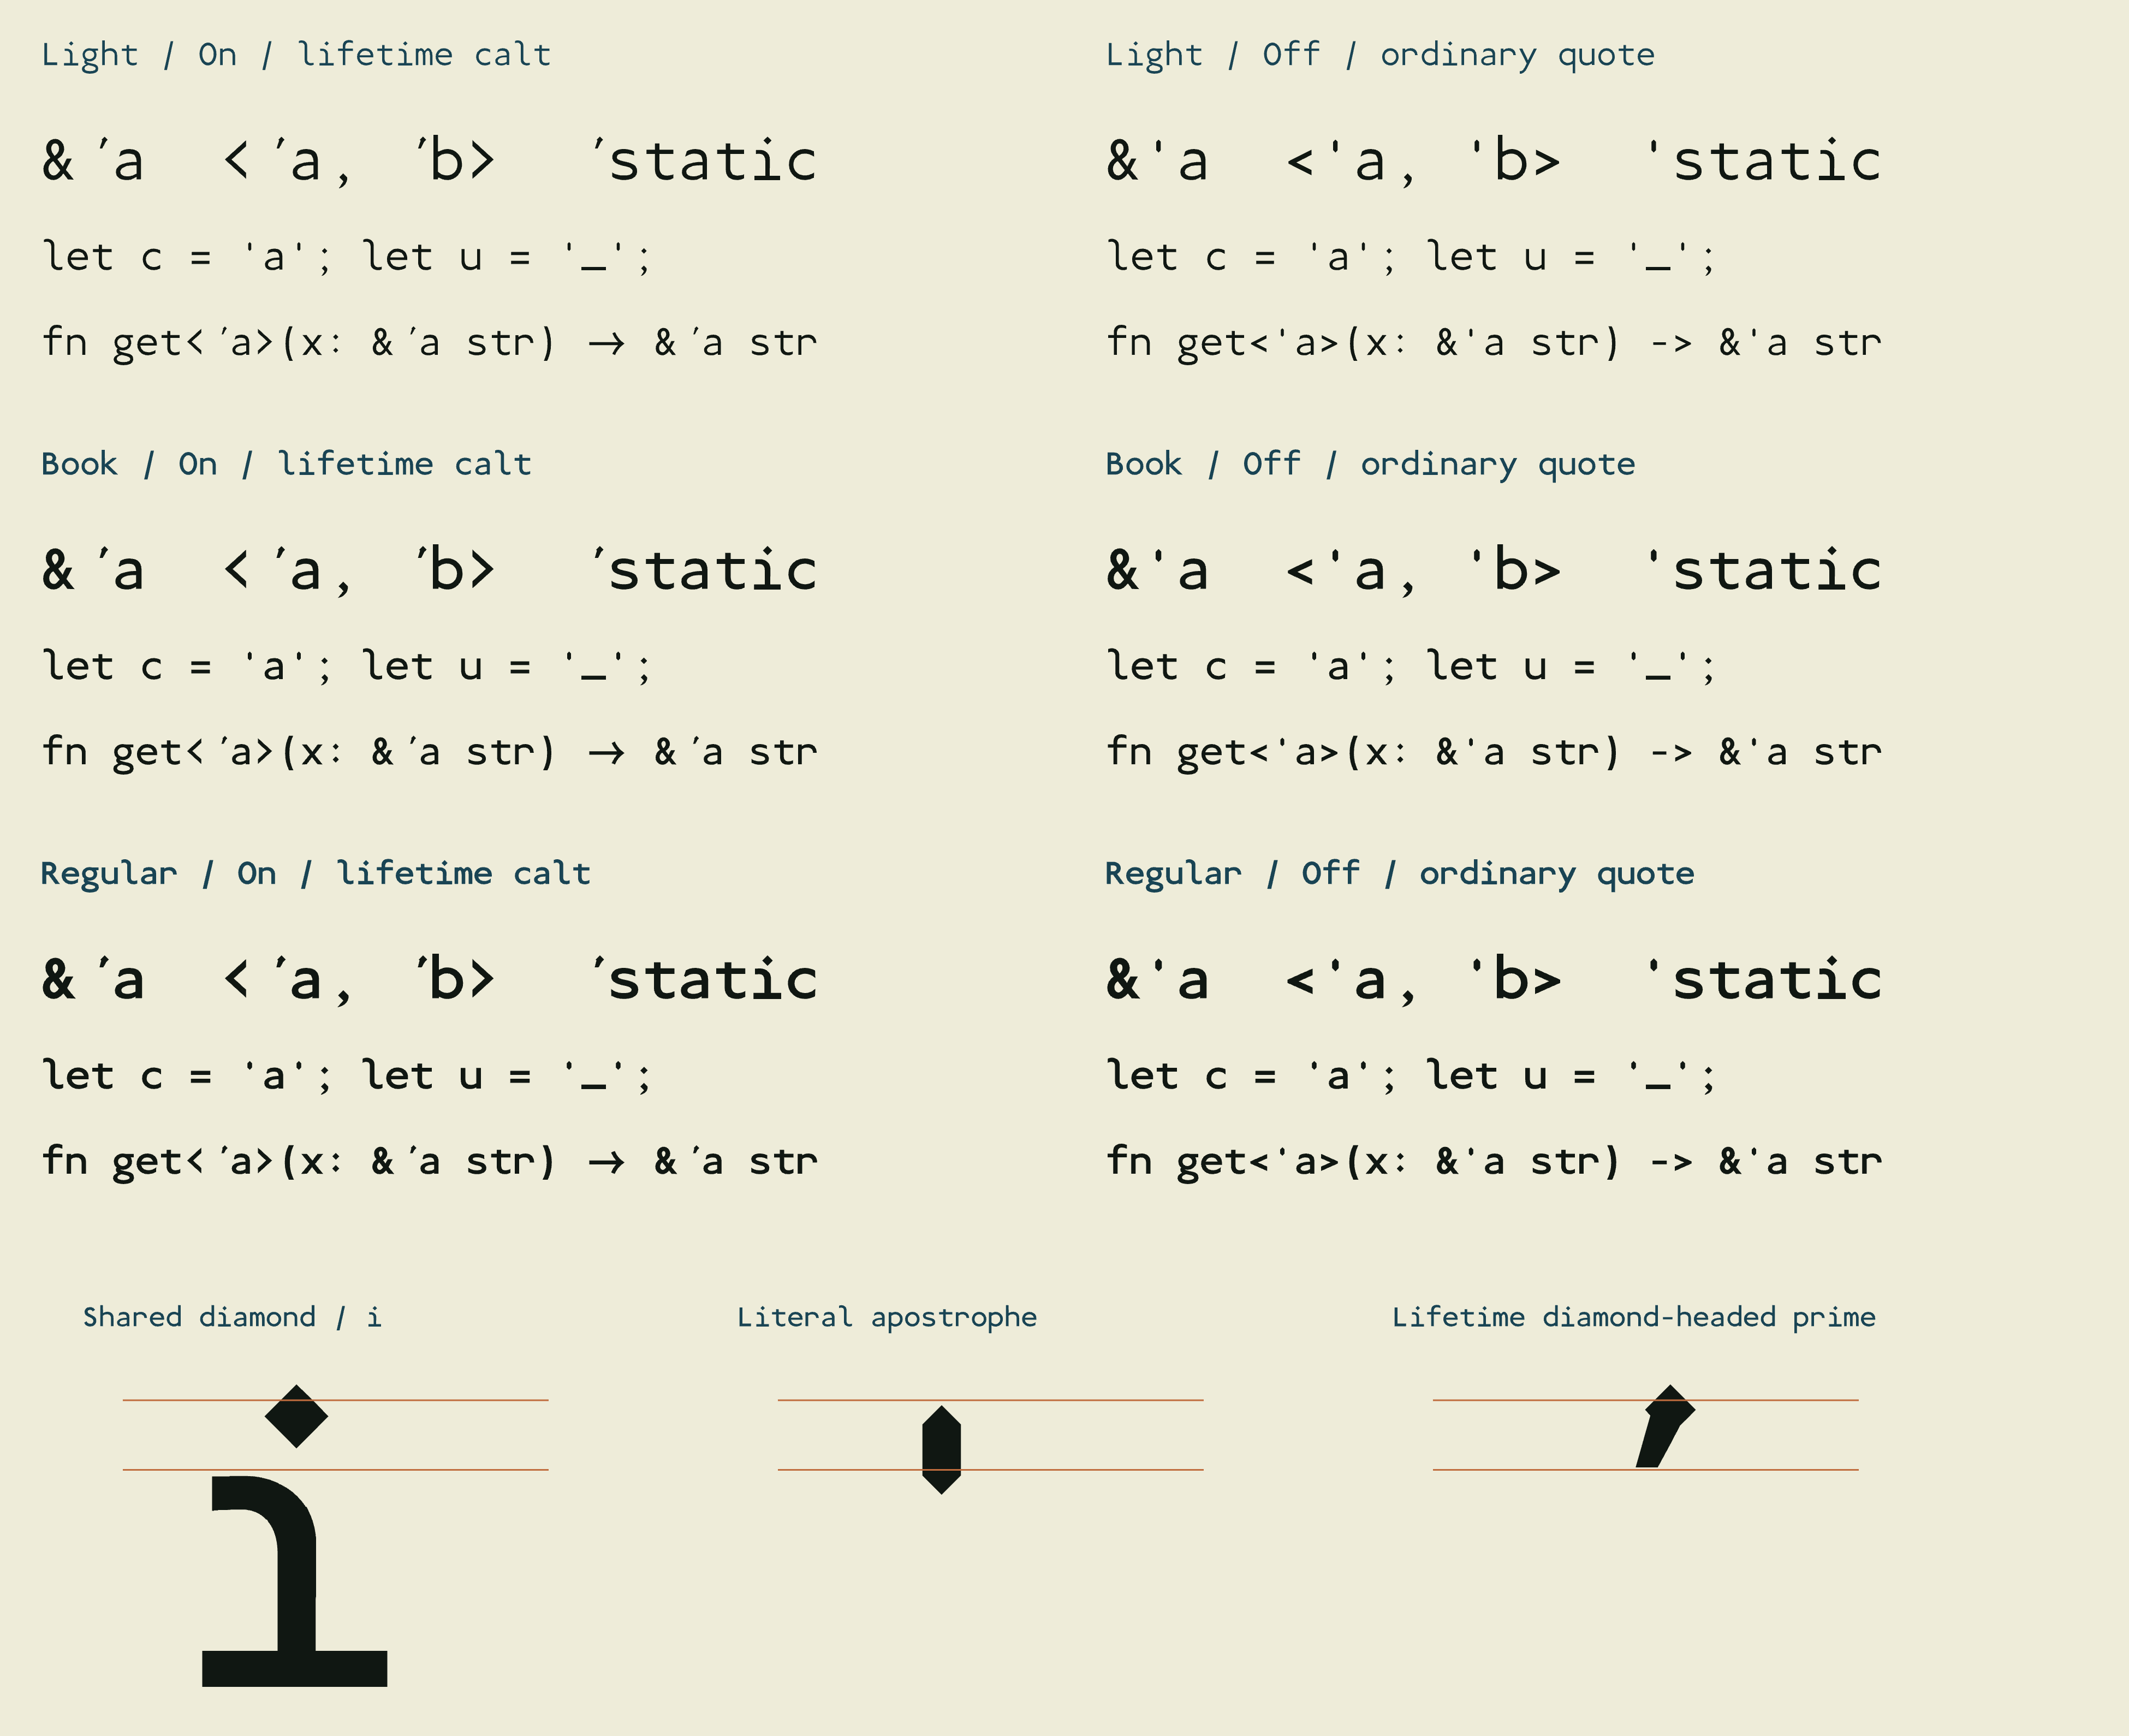 Light / On / lifetime calt
&'a  <'a,  'b>  'static
let c = 'a'; let u = '_';
fn get<'a>(x: &'a str) -> &'a str
Light / Off / ordinary quote
&'a  <'a,  'b>  'static
let c = 'a'; let u = '_';
fn get<'a>(x: &'a str) -> &'a str
Book / On / lifetime calt
&'a  <'a,  'b>  'static
let c = 'a'; let u = '_';
fn get<'a>(x: &'a str) -> &'a str
Book / Off / ordinary quote
&'a  <'a,  'b>  'static
let c = 'a'; let u = '_';
fn get<'a>(x: &'a str) -> &'a str
Regular / On / lifetime calt
&'a  <'a,  'b>  'static
let c = 'a'; let u = '_';
fn get<'a>(x: &'a str) -> &'a str
Regular / Off / ordinary quote
&'a  <'a,  'b>  'static
let c = 'a'; let u = '_';
fn get<'a>(x: &'a str) -> &'a str
Shared diamond / i
i
Literal apostrophe
'
Lifetime diamond-headed prime
'